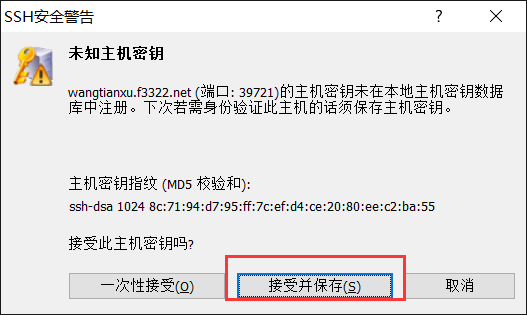 SSH安全警告
未知主机密钥
wangtianxu.f3322.net (端口: 39721)的主机密钥未在本地主机密钥数据
库中注册。下次若需身份验证此主机的话须保存主机密钥。
主机密钥指纹 (MD5 校验和):
ssh-dsa 1024 8c:71:94:d7:95:ff:7c:ef:d4:ce:20:80:ee:c2:ba:55
接受此主机密钥吗?
一次性接受(O) 接受并保存(S) 取消